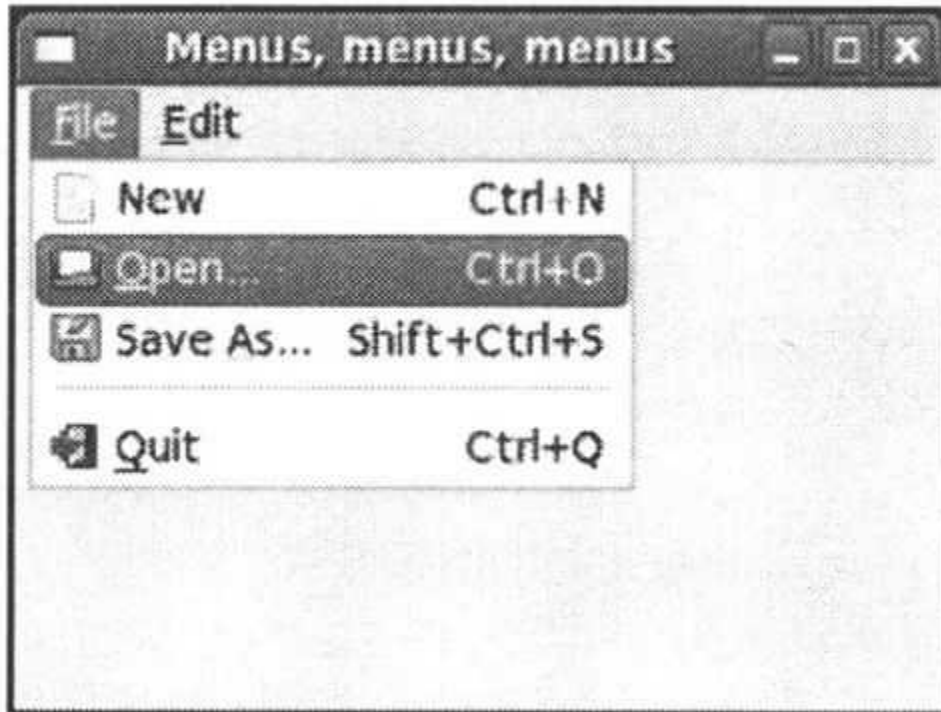 Menus, menus, menus
File Edit
New Ctrl+N
Open... Ctrl+O
Save As... Shift+Ctrl+S
Quit Ctrl+Q